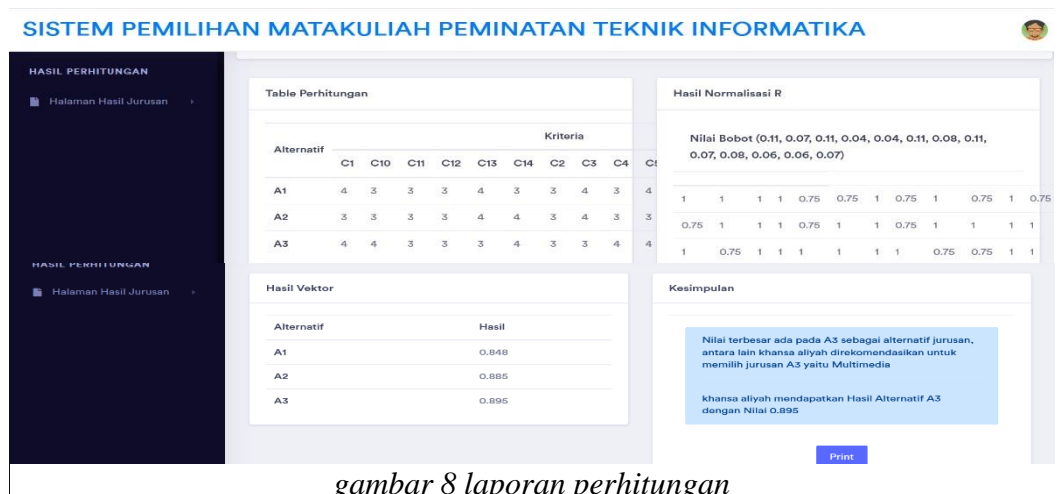 SISTEM PEMILIHAN MATAKULIAH PEMINATAN TEKNIK INFORMATIKA
HASIL PERHITUNGAN
Halaman Hasil Jurusan
Table Perhitungan
Alternatif Kriteria
C1 C10 C11 C12 C13 C14 C2 C3 C4
A1 4 3 3 3 4 3 3 4 3 4
A2 3 3 3 3 4 4 3 4 3 3
A3 4 4 3 3 3 4 3 3 4 4
Hasil Normalisasi R
Nilai Bobot (0.11, 0.07, 0.11, 0.04, 0.04, 0.11, 0.08, 0.11,
0.07, 0.08, 0.06, 0.06, 0.07)
1 1 1 1 0.75 0.75 1 0.75 1 0.75 1 0.75
0.75 1 1 1 0.75 1 1 0.75 1 1 1 1
1 0.75 1 1 1 1 1 1 0.75 0.75 1 1
HASIL PERHITUNGAN
Halaman Hasil Jurusan
Hasil Vektor
Alternatif Hasil
A1 0.848
A2 0.885
A3 0.895
Kesimpulan
Nilai terbesar ada pada A3 sebagai alternatif jurusan,
antara lain khansa aliyah direkomendasikan untuk
memilih jurusan A3 yaitu Multimedia
khansa aliyah mendapatkan Hasil Alternatif A3
dengan Nilai 0.895
Print
gambar 8 laporan perhitungan